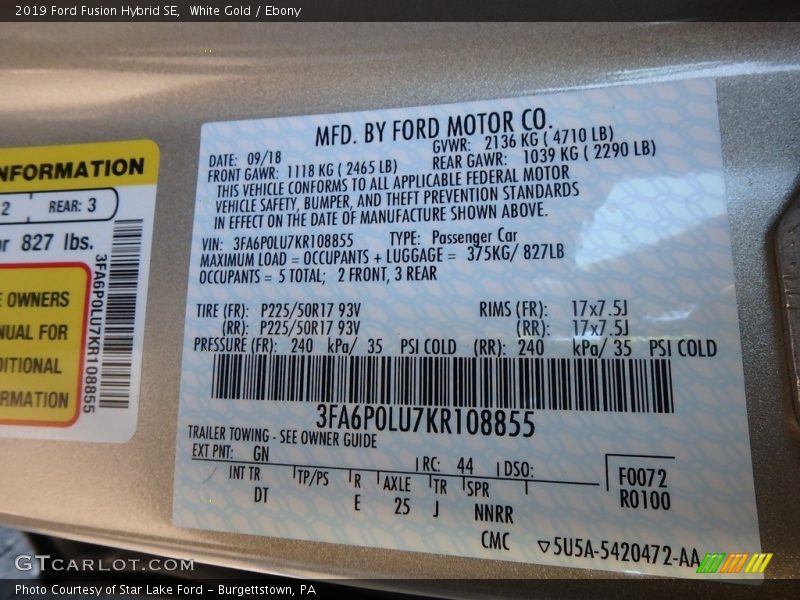 2019 Ford Fusion Hybrid SE, White Gold / Ebony
NFORMATION
2 REAR: 3
or 827 lbs.
E OWNERS
NUAL FOR
DITIONAL
RMATION
3FA6P0LU7KR108855
MFD. BY FORD MOTOR CO.
DATE: 09/18 GVWR: 2136 KG ( 4710 LB)
FRONT GAWR: 1118 KG ( 2465 LB) REAR GAWR: 1039 KG ( 2290 LB)
THIS VEHICLE CONFORMS TO ALL APPLICABLE FEDERAL MOTOR
VEHICLE SAFETY, BUMPER, AND THEFT PREVENTION STANDARDS
IN EFFECT ON THE DATE OF MANUFACTURE SHOWN ABOVE.
VIN: 3FA6P0LU7KR108855 TYPE: Passenger Car
MAXIMUM LOAD = OCCUPANTS + LUGGAGE = 375KG/ 827LB
OCCUPANTS = 5 TOTAL; 2 FRONT, 3 REAR
TIRE (FR): P225/50R17 93V RIMS (FR): 17x7.5J
(RR): P225/50R17 93V (RR): 17x7.5J
PRESSURE (FR): 240 kPa/ 35 PSI COLD (RR): 240 kPa/ 35 PSI COLD
3FA6P0LU7KR108855
TRAILER TOWING - SEE OWNER GUIDE
EXT PNT: GN RC: 44 DSO: F0072
INT TR TP/PS R AXLE TR SPR R0100
DT E 25 J NNRR
CMC ▽5U5A-5420472-AA
GTCARLOT.COM
Photo Courtesy of Star Lake Ford - Burgettstown, PA